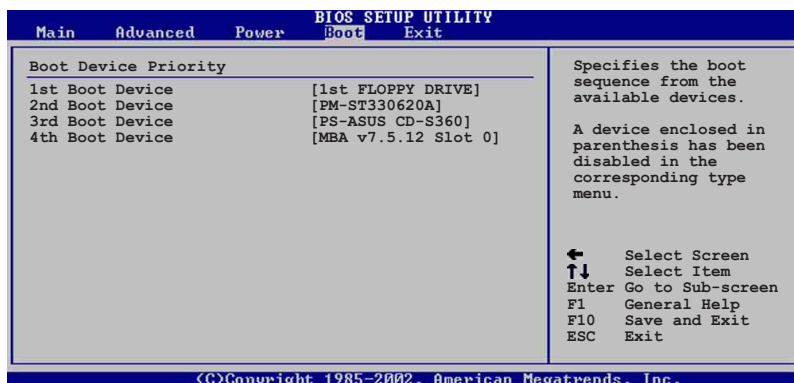 BIOS SETUP UTILITY
Main Advanced Power Boot Exit
Boot Device Priority
1st Boot Device [1st FLOPPY DRIVE]
2nd Boot Device [PM-ST330620A]
3rd Boot Device [PS-ASUS CD-S360]
4th Boot Device [MBA v7.5.12 Slot 0]
Specifies the boot
sequence from the
available devices.
A device enclosed in
parenthesis has been
disabled in the
corresponding type
menu.
← Select Screen
↑↓ Select Item
Enter Go to Sub-screen
F1 General Help
F10 Save and Exit
ESC Exit
(C)Copyright 1985-2002, American Megatrends, Inc.